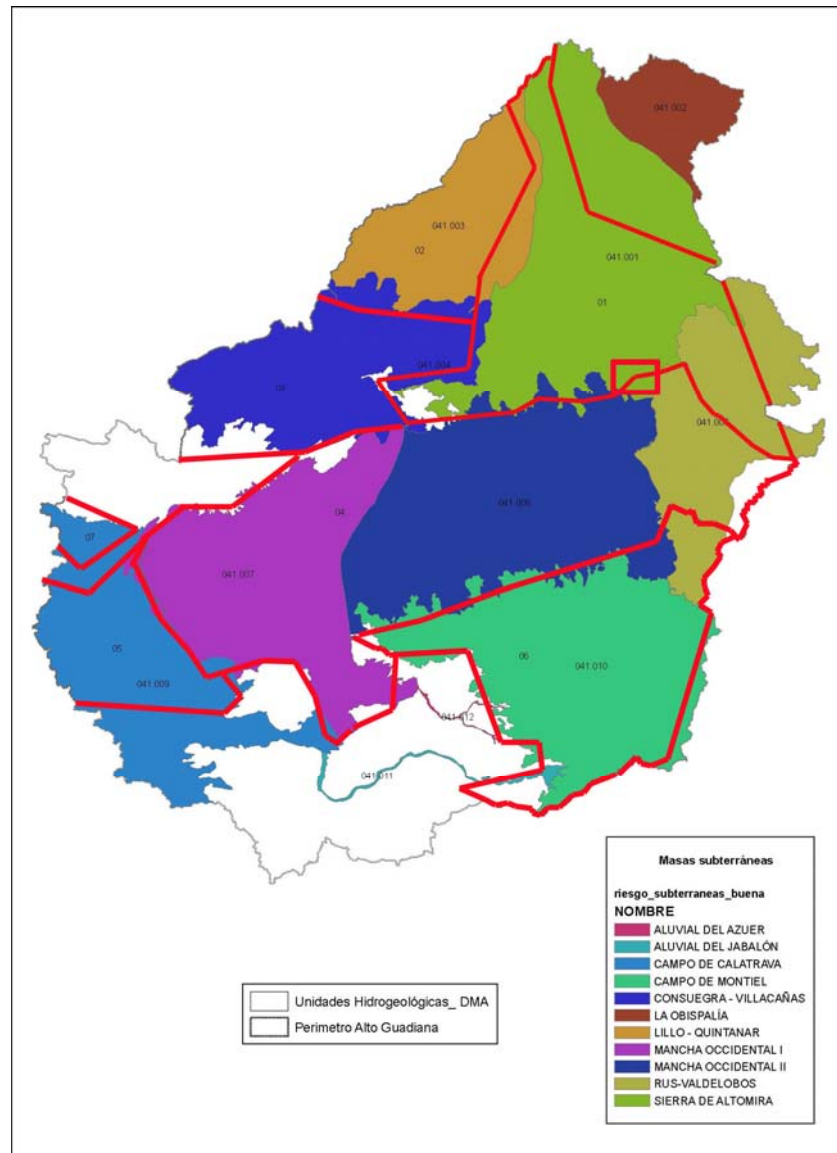 041.002
041.003
02
041.001
01
041.004
03
04
041.008
07
041.007
05
041.009
06
041.010
041.012
041.011
Masas subterráneas
riesgo_subterraneas_buena
NOMBRE
ALUVIAL DEL AZUER
ALUVIAL DEL JABALÓN
CAMPO DE CALATRAVA
CAMPO DE MONTIEL
CONSUEGRA - VILLACAÑAS
LA OBISPALÍA
LILLO - QUINTANAR
MANCHA OCCIDENTAL I
MANCHA OCCIDENTAL II
RUS-VALDELOBOS
SIERRA DE ALTOMIRA
Unidades Hidrogeológicas_ DMA
Perimetro Alto Guadiana